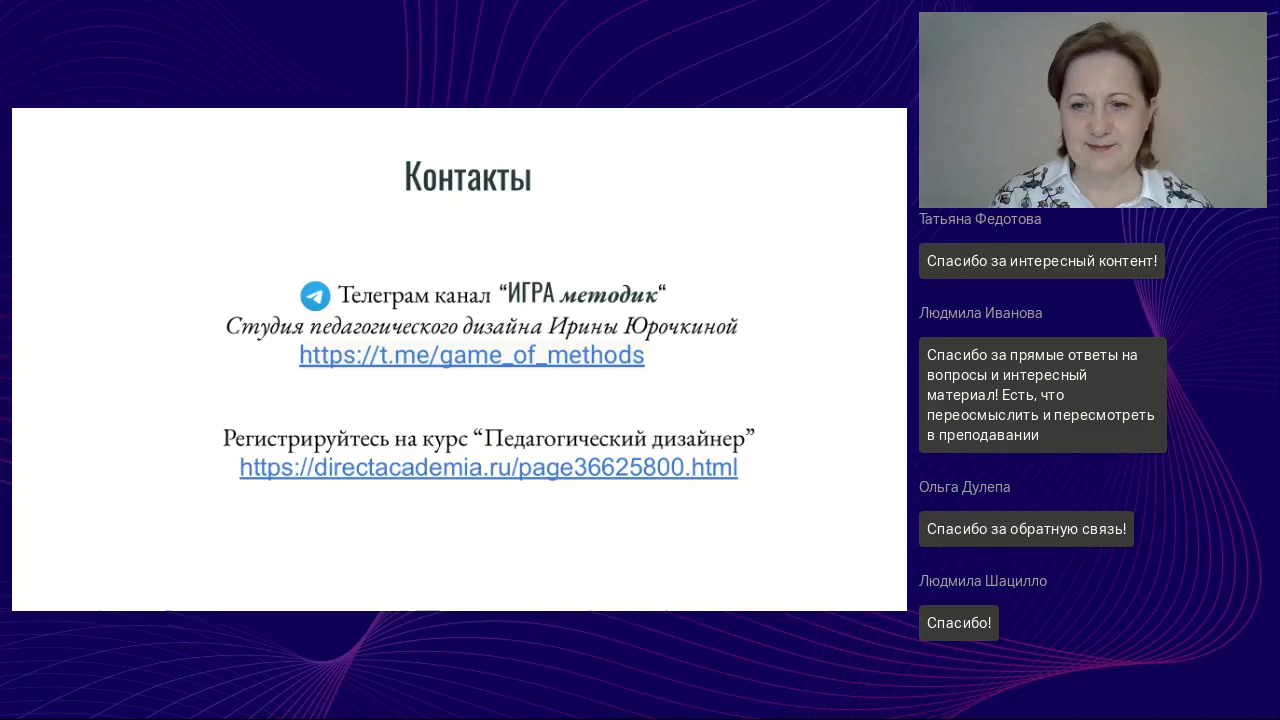 Контакты
Телеграм канал “ИГРА методик“
Студия педагогического дизайна Ирины Юрочкиной
https://t.me/game_of_methods
Регистрируйтесь на курс “Педагогический дизайнер”
https://directacademia.ru/page36625800.html
Татьяна Федотова
Спасибо за интересный контент!
Людмила Иванова
Спасибо за прямые ответы на
вопросы и интересный
материал! Есть, что
переосмыслить и пересмотреть
в преподавании
Ольга Дулепа
Спасибо за обратную связь!
Людмила Шацилло
Спасибо!